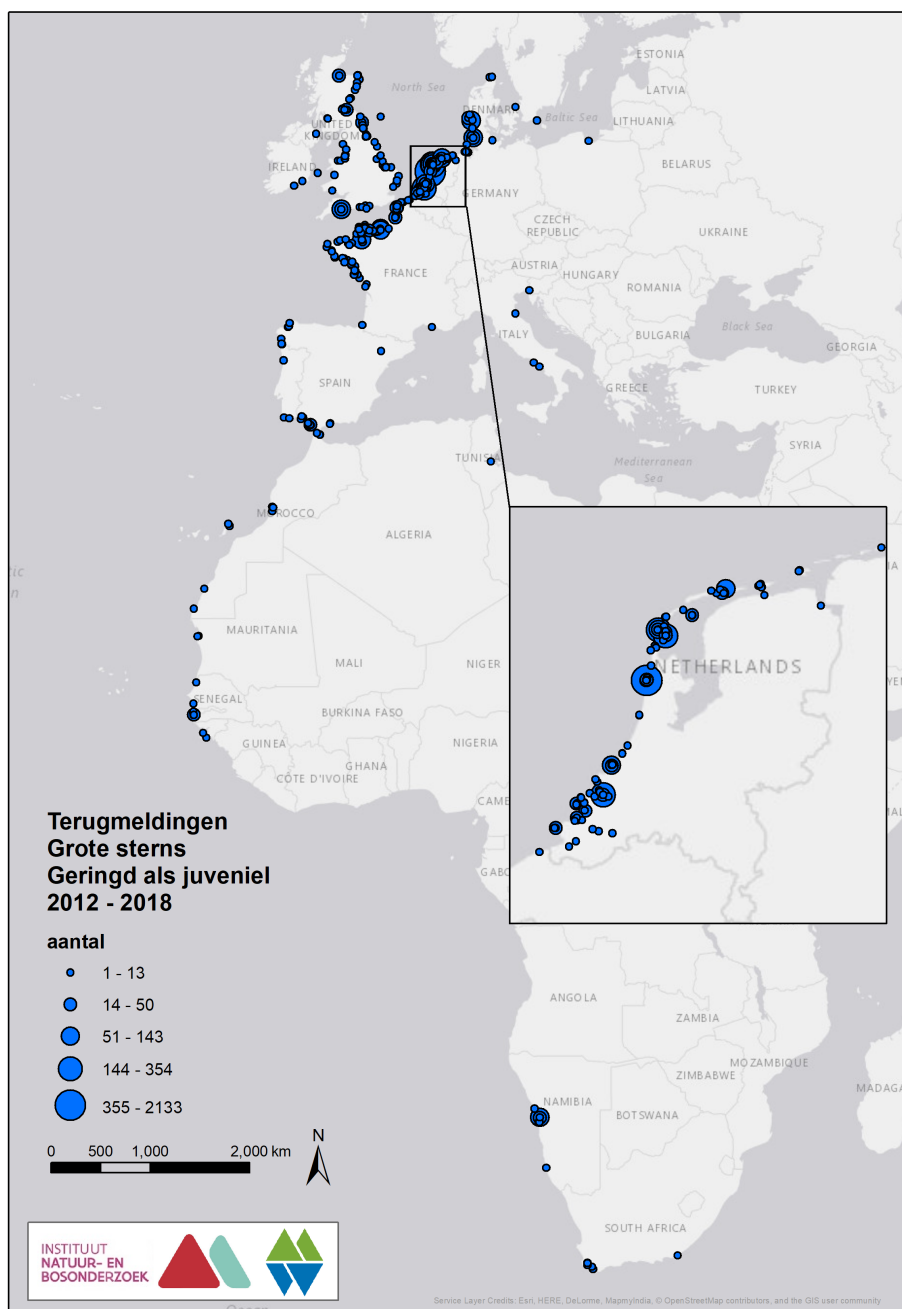 ESTONIA
North Sea
LATVIA
DENMARK
Baltic Sea
LITHUANIA
UNITED
KINGDOM
IRELAND
BELARUS
GERMANY
CZECH
REPUBLIC
UKRAINE
AUSTRIA
FRANCE
HUNGARY
ROMANIA
ITALY
BULGARIA
Black Sea
GEORGIA
SPAIN
GREECE
TURKEY
SYRIA
TUNISIA
Mediterranean
Sea
MOROCCO
ALGERIA
MAURITANIA
MALI
NIGER
SENEGAL
BURKINA FASO
GUINEA
NIGERIA
GHANA
CÔTE D'IVOIRE
NETHERLANDS
ANGOLA
ZAMBIA
MOZAMBIQUE
ZIMBABWE
NAMIBIA
BOTSWANA
SOUTH AFRICA
Terugmeldingen
Grote sterns
Geringd als juveniel
2012 - 2018
aantal
1 - 13
14 - 50
51 - 143
144 - 354
355 - 2133
N
0 500 1,000 2,000 km
INSTITUUT
NATUUR- EN
BOSONDERZOEK
Service Layer Credits: Esri, HERE, DeLorme, MapmyIndia, © OpenStreetMap contributors, and the GIS user community